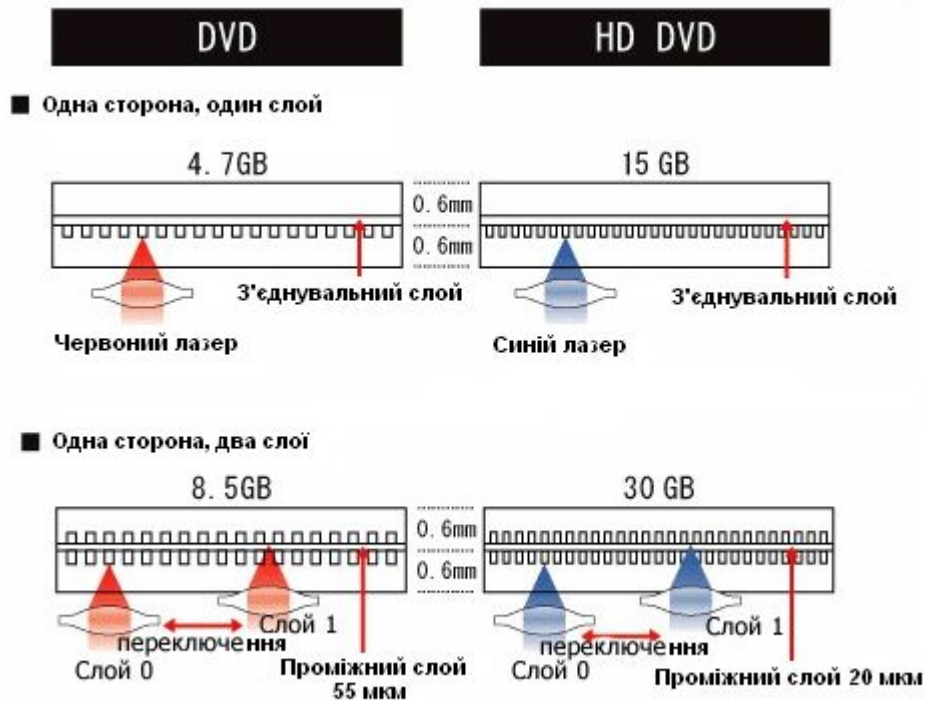 DVD
HD DVD
■ Одна сторона, один слой
4.7GB
15 GB
0.6mm
0.6mm
З'єднувальний слой
З'єднувальний слой
Червоний лазер
Синій лазер
■ Одна сторона, два слої
8.5GB
30 GB
0.6mm
0.6mm
Слой 1
переключення
Слой 0
Проміжний слой
55 мкм
Слой 1
переключення
Слой 0
Проміжний слой 20 мкм